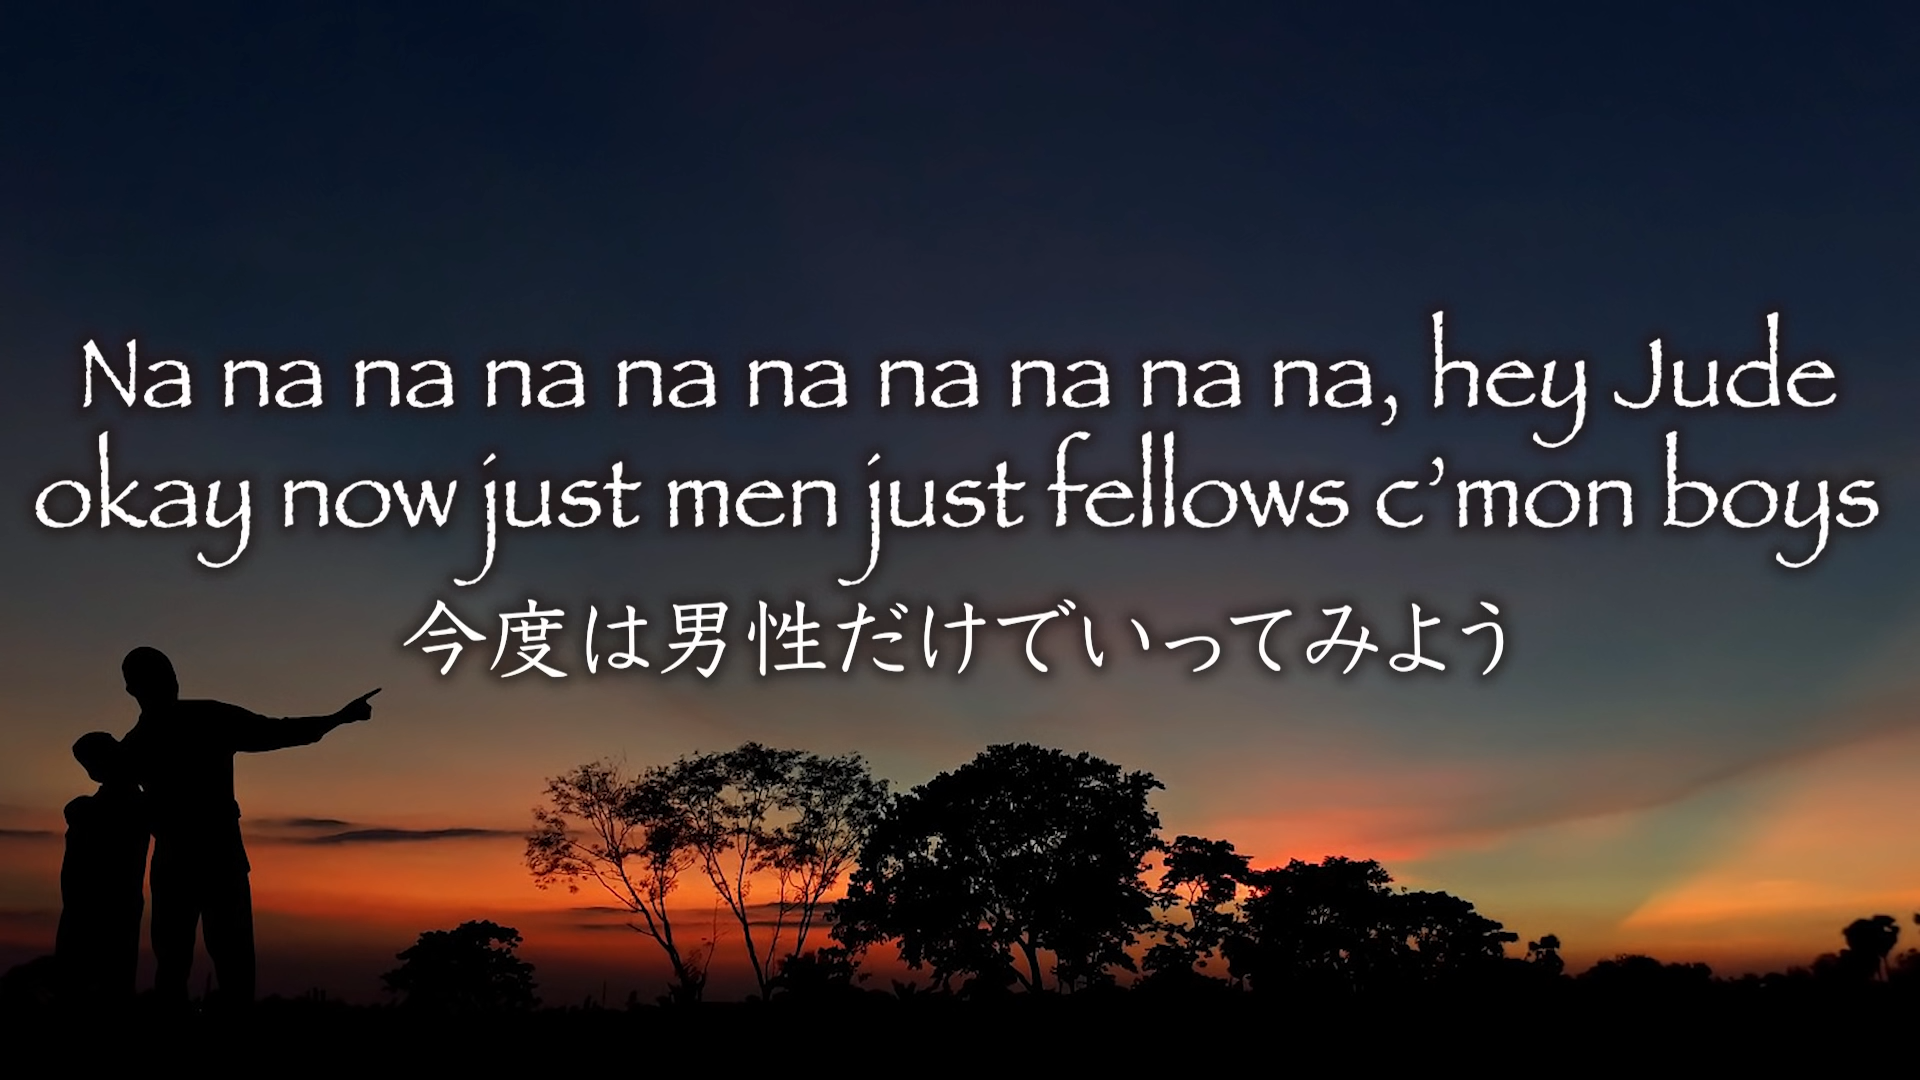 Na na na na na na na na na na, hey Jude
okay now just men just fellows c’mon boys
今度は男性だけでいってみよう